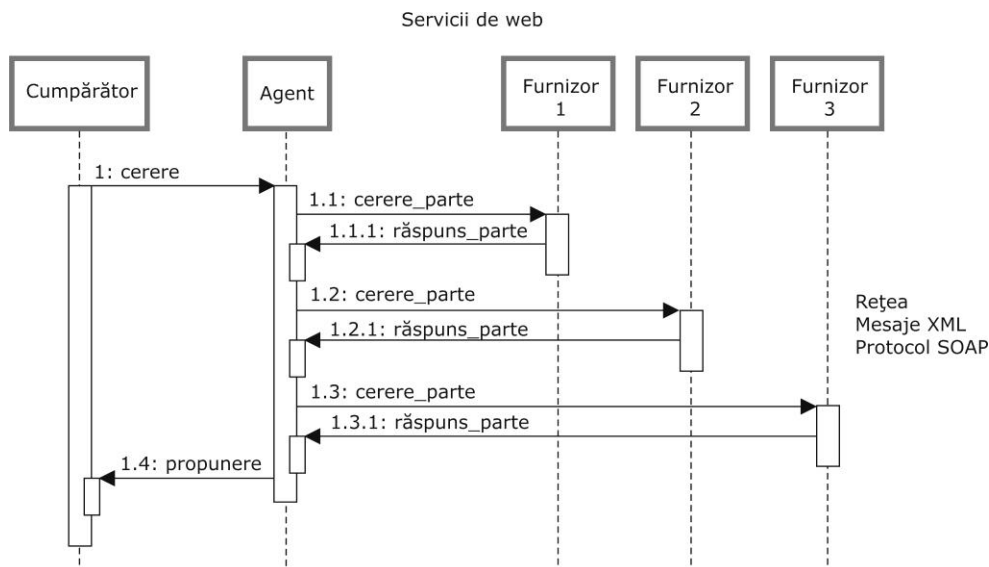 Servicii de web
Cumpărător
Agent
Furnizor
1
Furnizor
2
Furnizor
3
1: cerere
1.1: cerere_parte
1.1.1: răspuns_parte
1.2: cerere_parte
1.2.1: răspuns_parte
Reţea
Mesaje XML
Protocol SOAP
1.3: cerere_parte
1.3.1: răspuns_parte
1.4: propunere